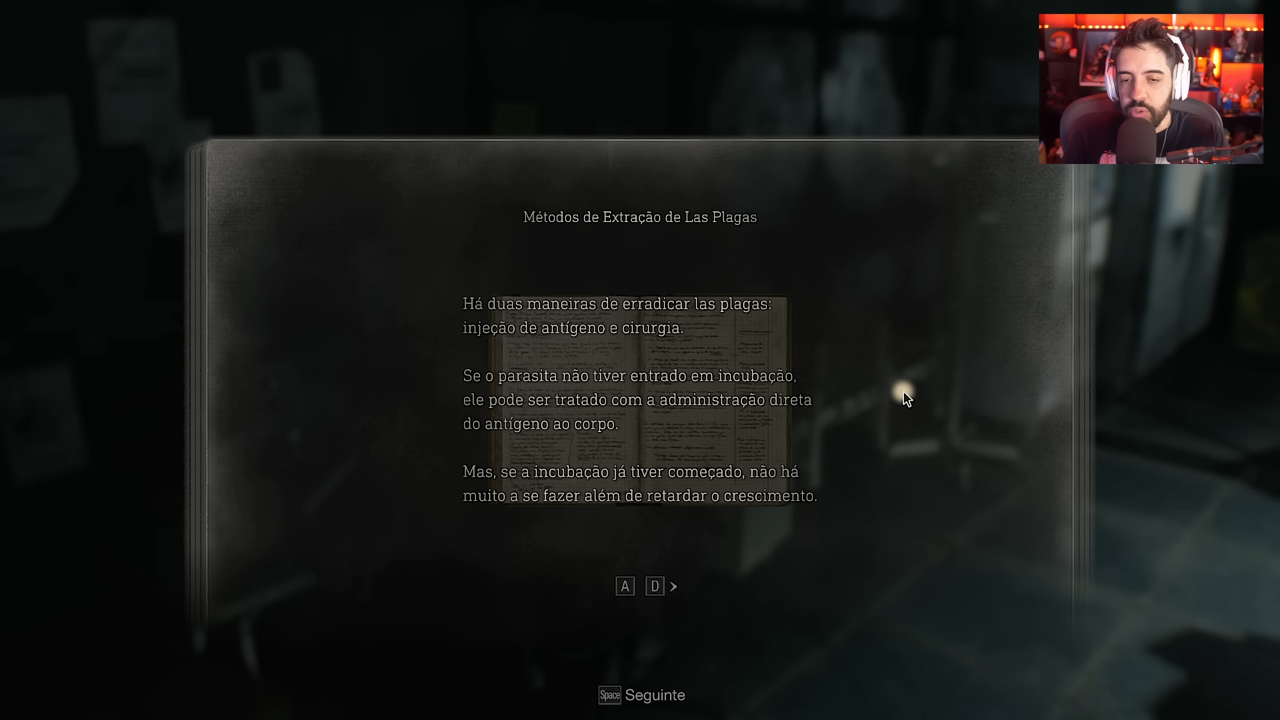 Métodos de Extração de Las Plagas
Há duas maneiras de erradicar las plagas:
injeção de antígeno e cirurgia.
Se o parasita não tiver entrado em incubação,
ele pode ser tratado com a administração direta
do antígeno ao corpo.
Mas, se a incubação já tiver começado, não há
muito a se fazer além de retardar o crescimento.
A D >
Space Seguinte